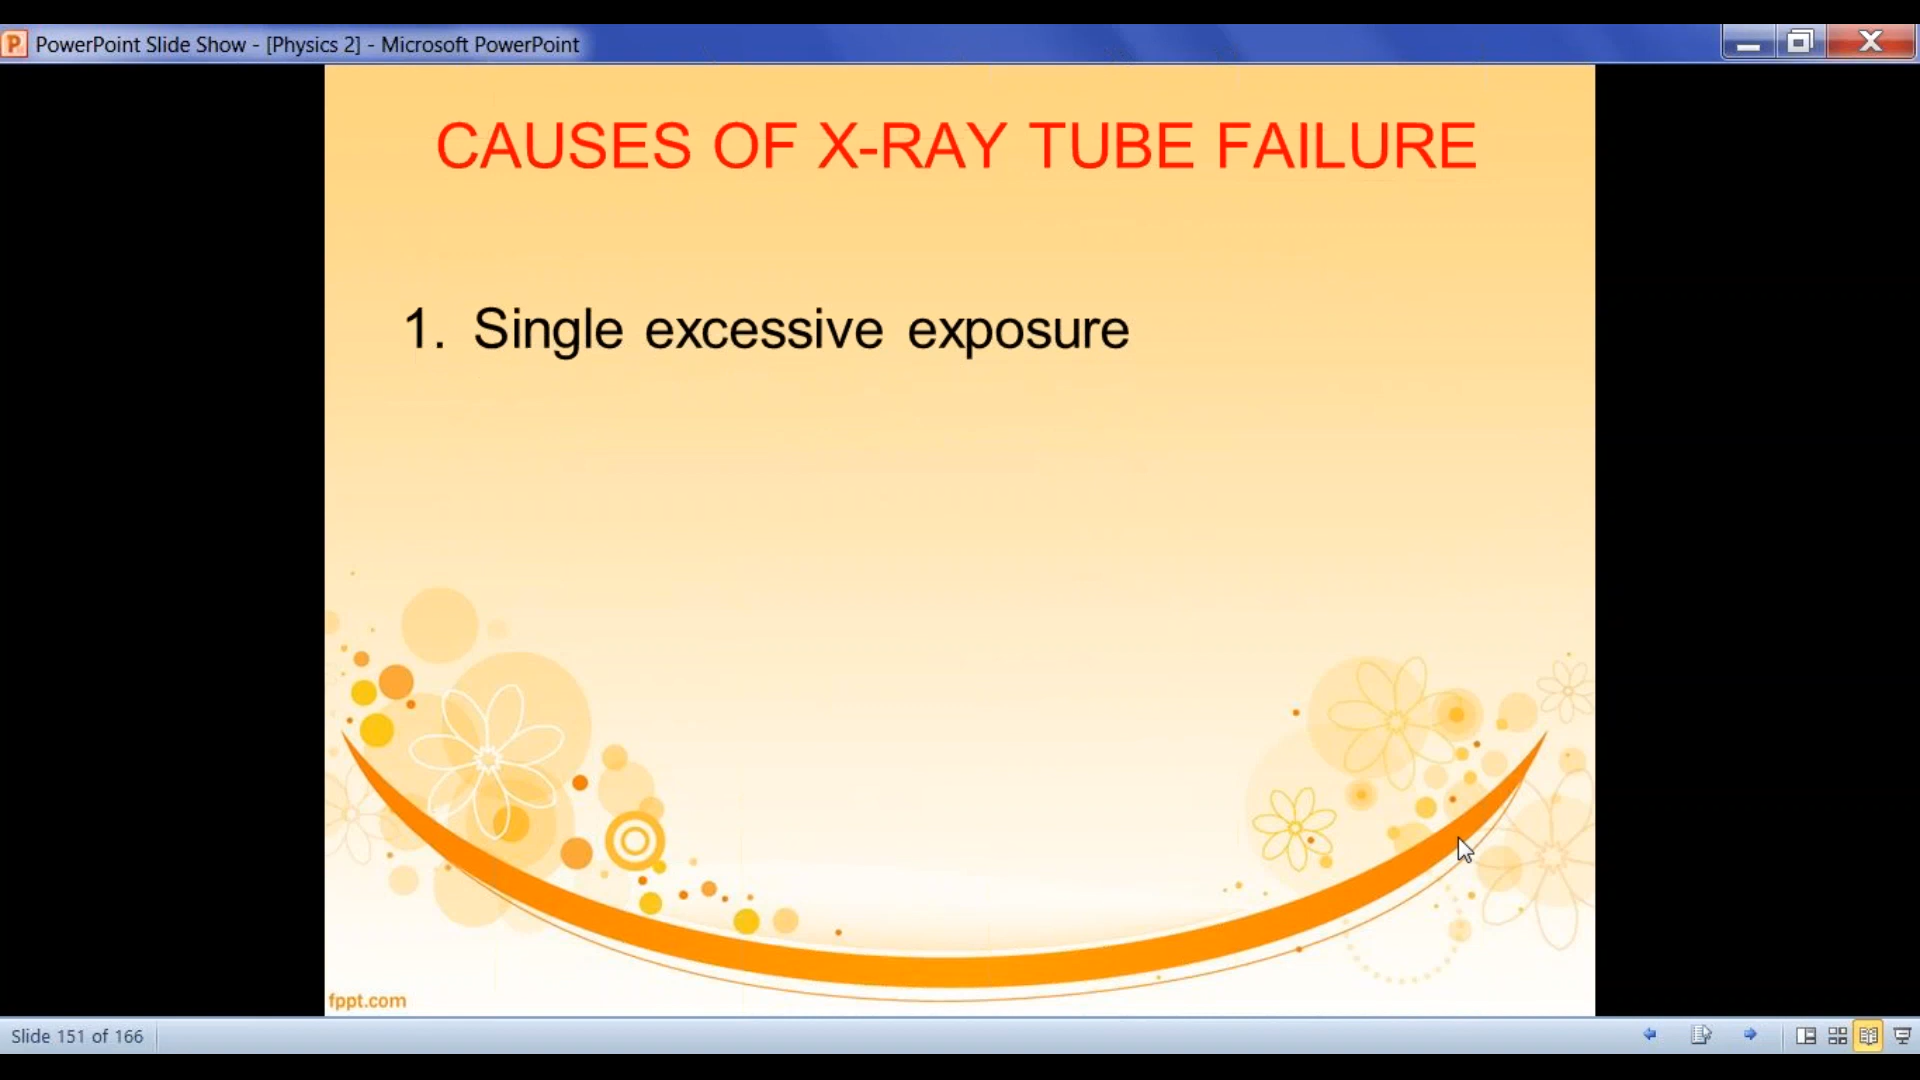 PowerPoint Slide Show - [Physics 2] - Microsoft PowerPoint
CAUSES OF X-RAY TUBE FAILURE
1. Single excessive exposure
fppt.com
Slide 151 of 166